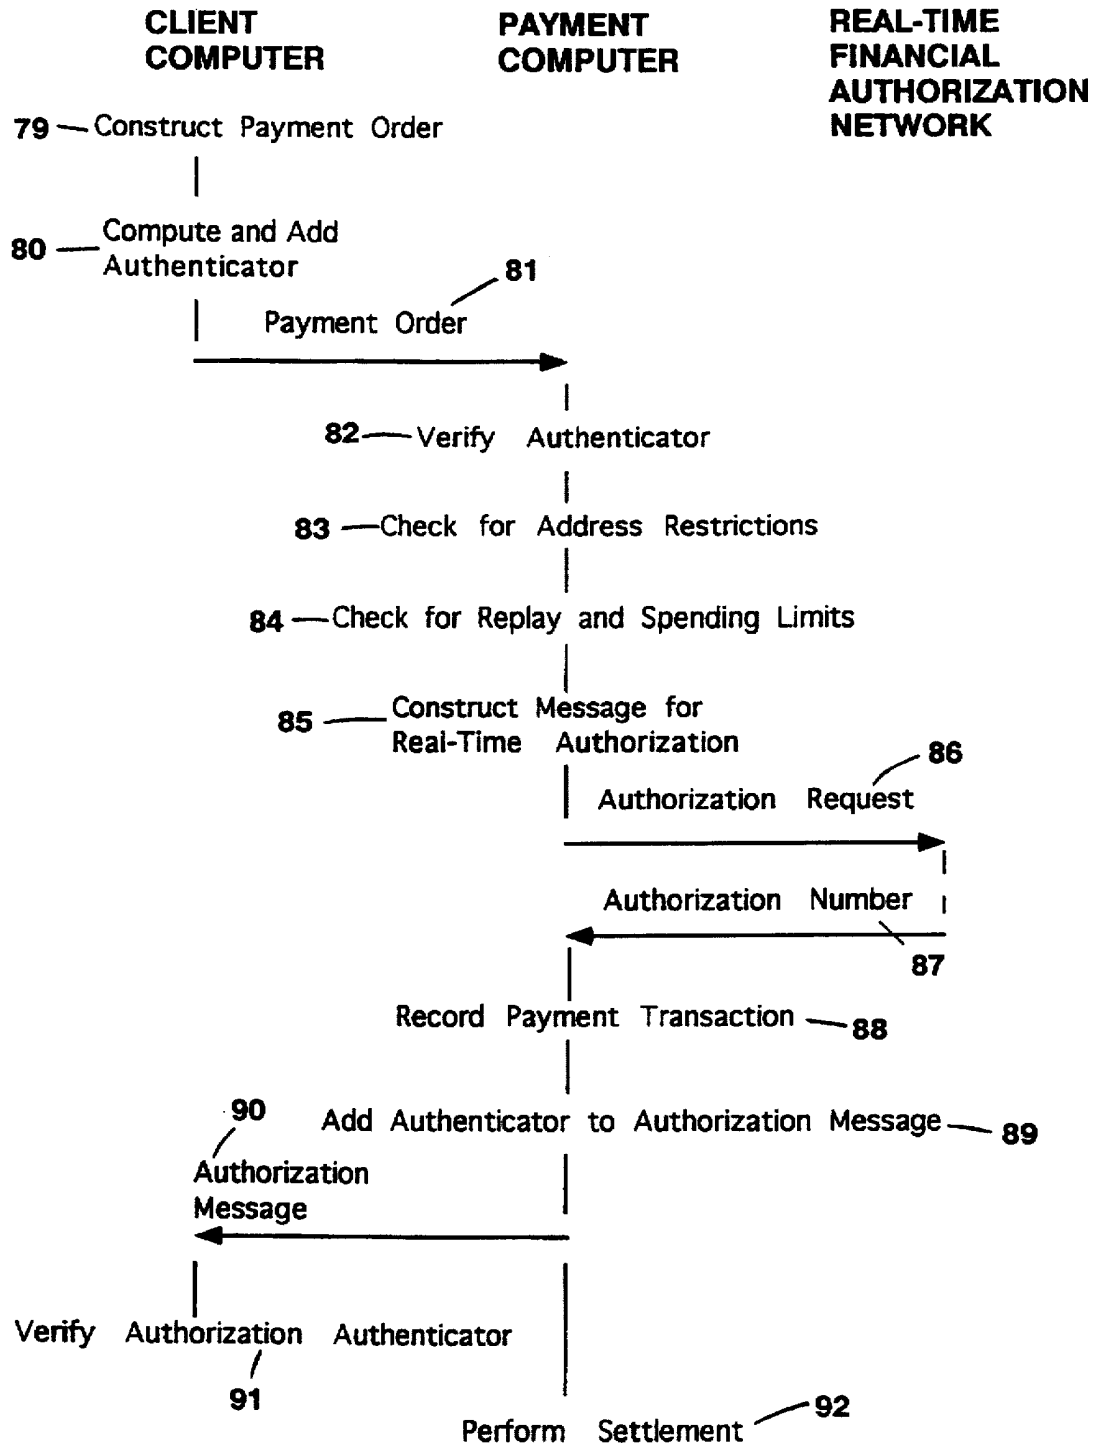 CLIENT
COMPUTER
PAYMENT
COMPUTER
REAL-TIME
FINANCIAL
AUTHORIZATION
NETWORK
79 Construct Payment Order
80 Compute and Add
Authenticator
81
Payment Order
82 Verify Authenticator
83 Check for Address Restrictions
84 Check for Replay and Spending Limits
85 Construct Message for
Real-Time Authorization
86
Authorization Request
Authorization Number
87
Record Payment Transaction 88
90
Add Authenticator to Authorization Message 89
Authorization
Message
Verify Authorization Authenticator
91
92
Perform Settlement